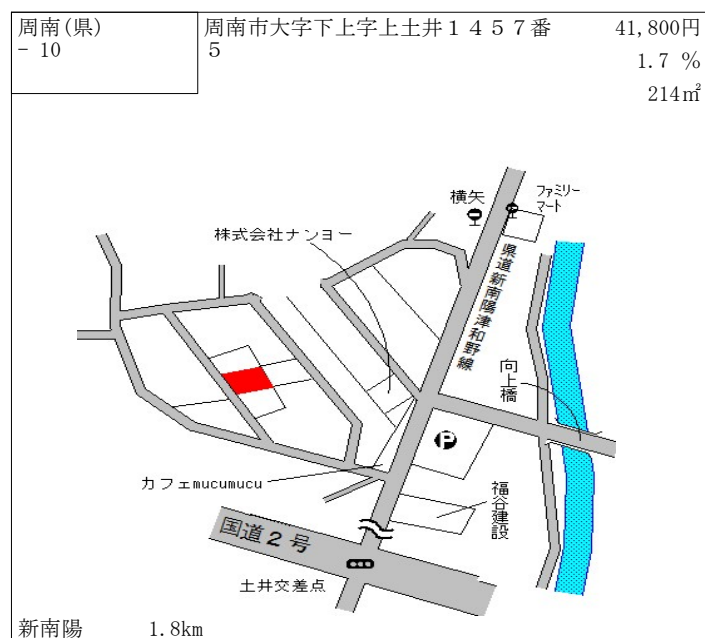 周南(県)
- 10
周南市大字下上字上土井１４５７番
5
41,800円
1.7 %
214㎡
横矢
ファミリー
マート
株式会社ナンヨー
県道新南陽津和野線
向上橋
P
カフェmucumucu
福谷建設
国道２号
土井交差点
新南陽 1.8km